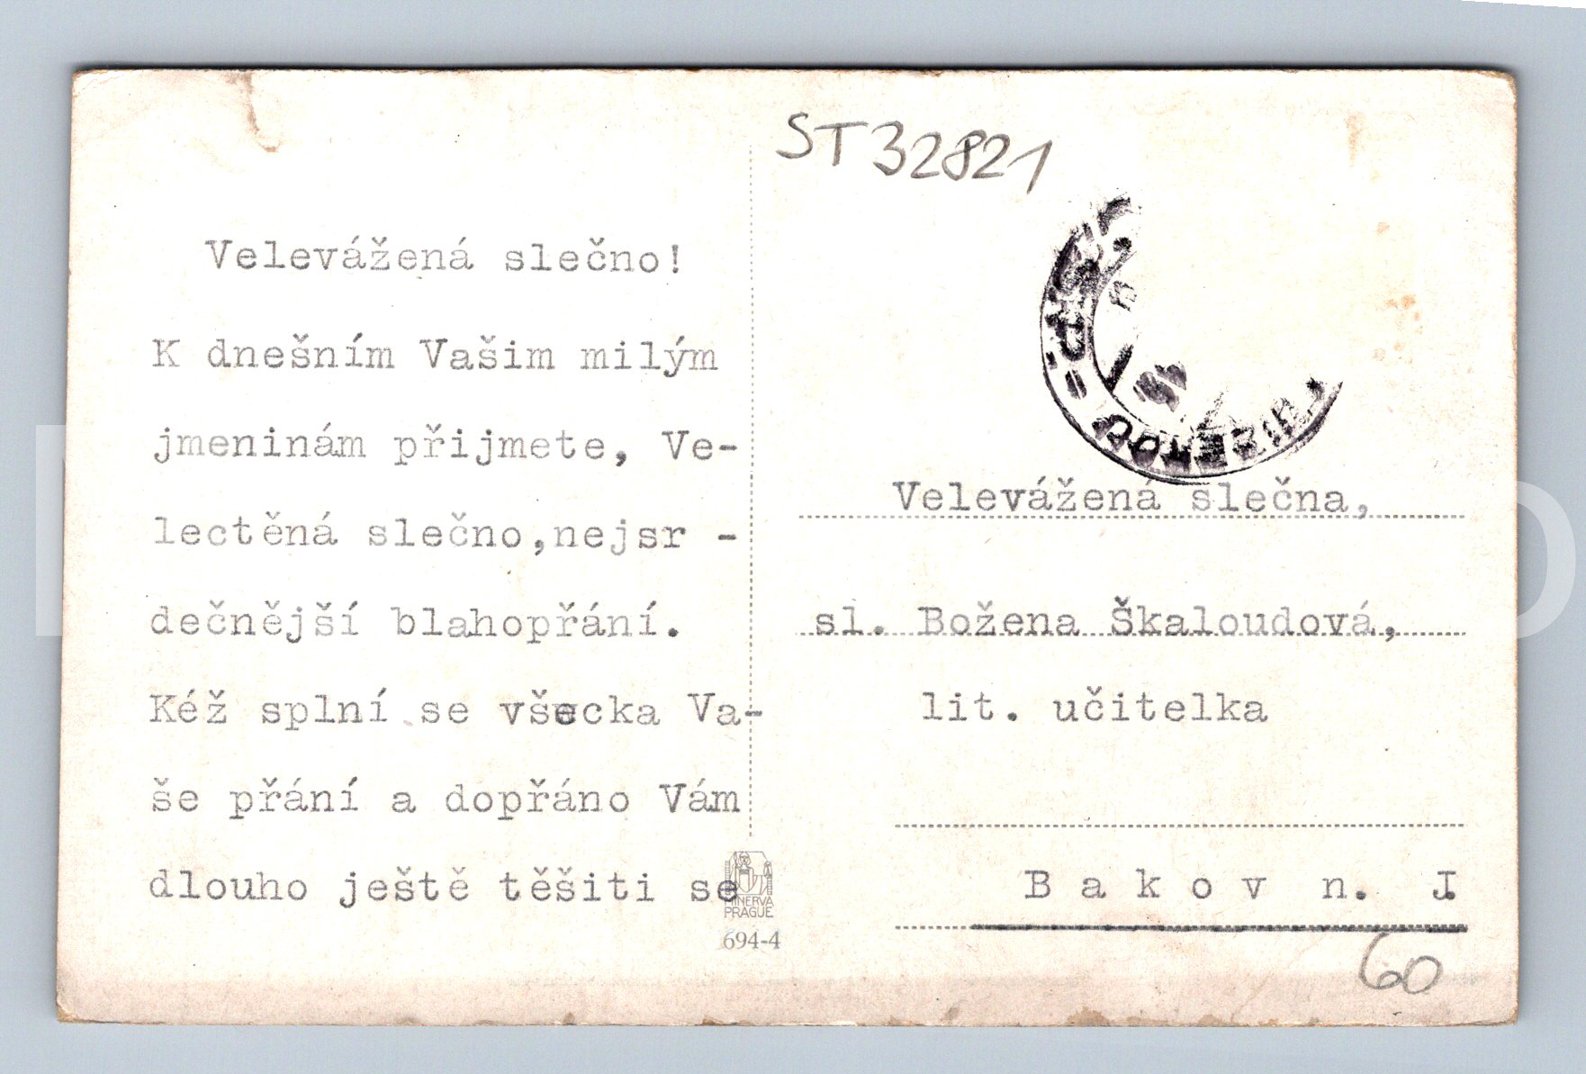 ST32821
Velevážená slečno!
K dnešním Vašim milým
jmeninám přijmete, Ve-
lectěná slečno,nejsr -
dečnější blahopřání.
Kéž splní se všecka Va-
še přání a dopřáno Vám
dlouho ještě těšiti se
MINERVA
PRAGUE
694-4
Velevážená slečna,
sl. Božena Škaloudová,
lit. učitelka
B a k o v n. J
60